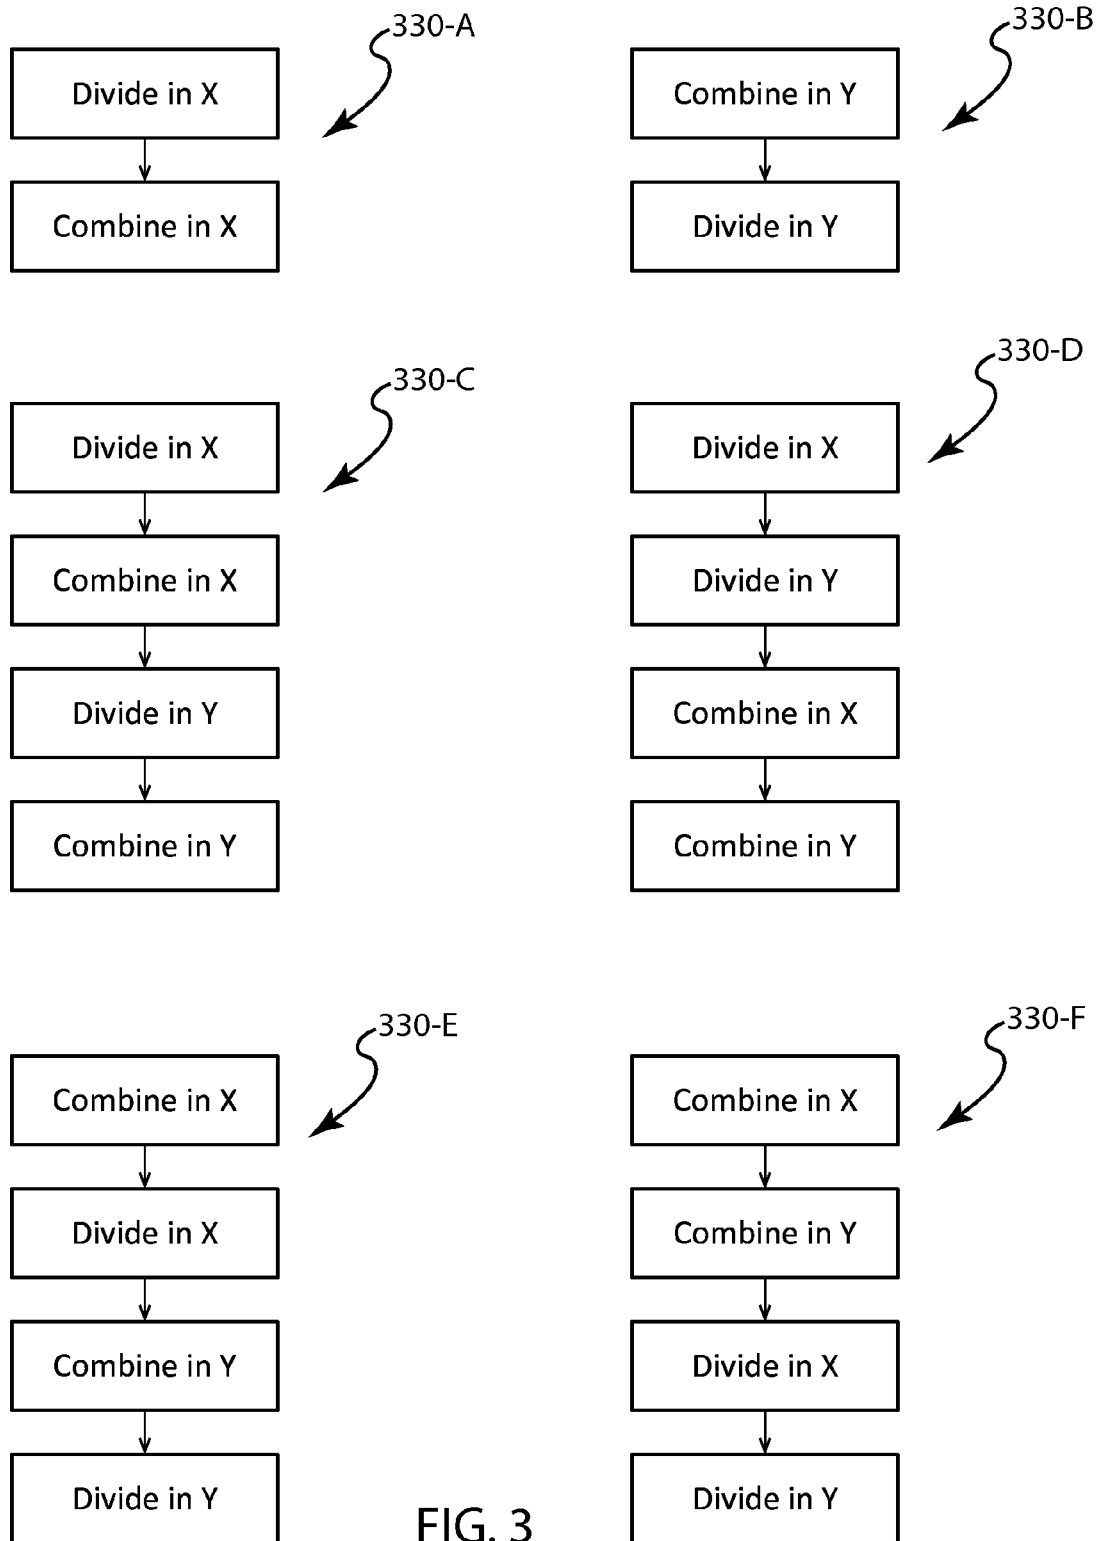 330-A
Divide in X
Combine in X
330-B
Combine in Y
Divide in Y
330-C
Divide in X
Combine in X
Divide in Y
Combine in Y
330-D
Divide in X
Divide in Y
Combine in X
Combine in Y
330-E
Combine in X
Divide in X
Combine in Y
Divide in Y
330-F
Combine in X
Combine in Y
Divide in X
Divide in Y
FIG. 3